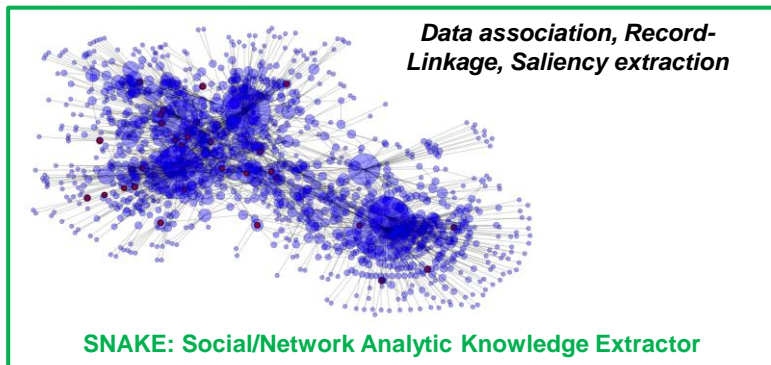 Data association, Record-
Linkage, Saliency extraction
SNAKE: Social/Network Analytic Knowledge Extractor